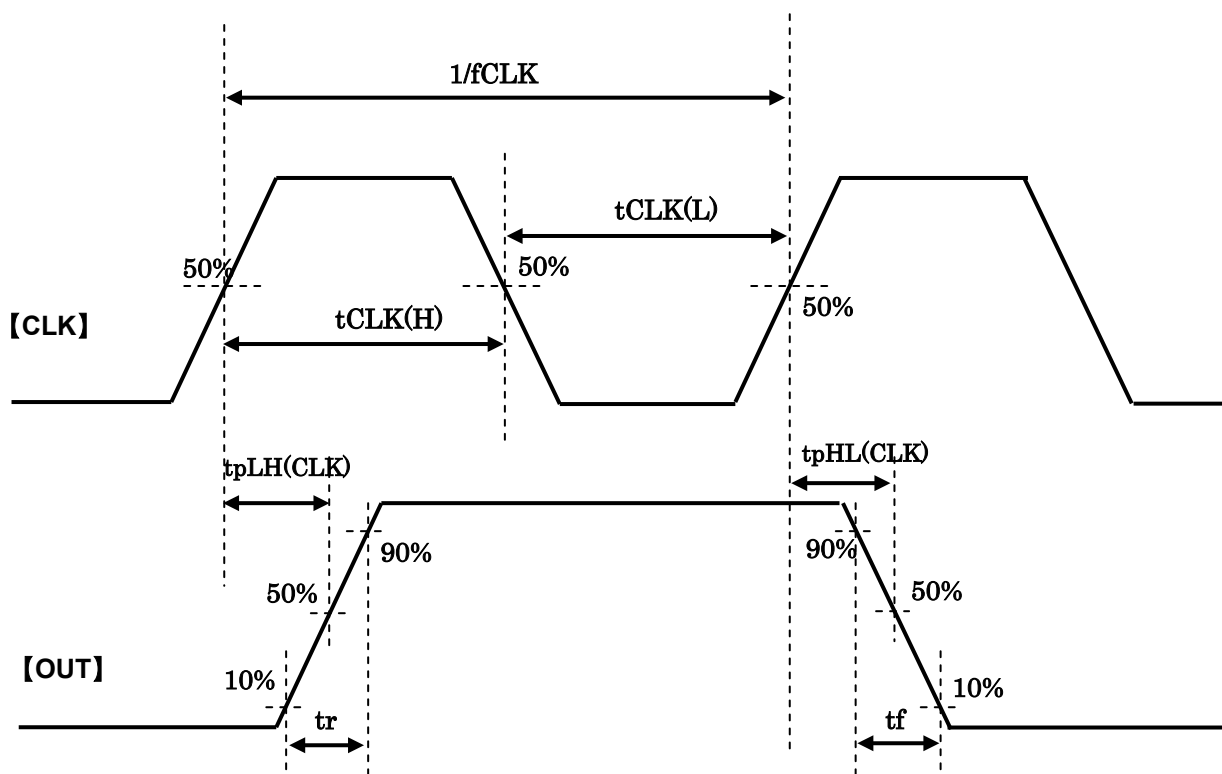 1/fCLK
tCLK(L)
50%
50%
50%
【CLK】
tCLK(H)
tpLH(CLK)
tpHL(CLK)
90%
90%
50%
50%
【OUT】
10%
10%
tr
tf